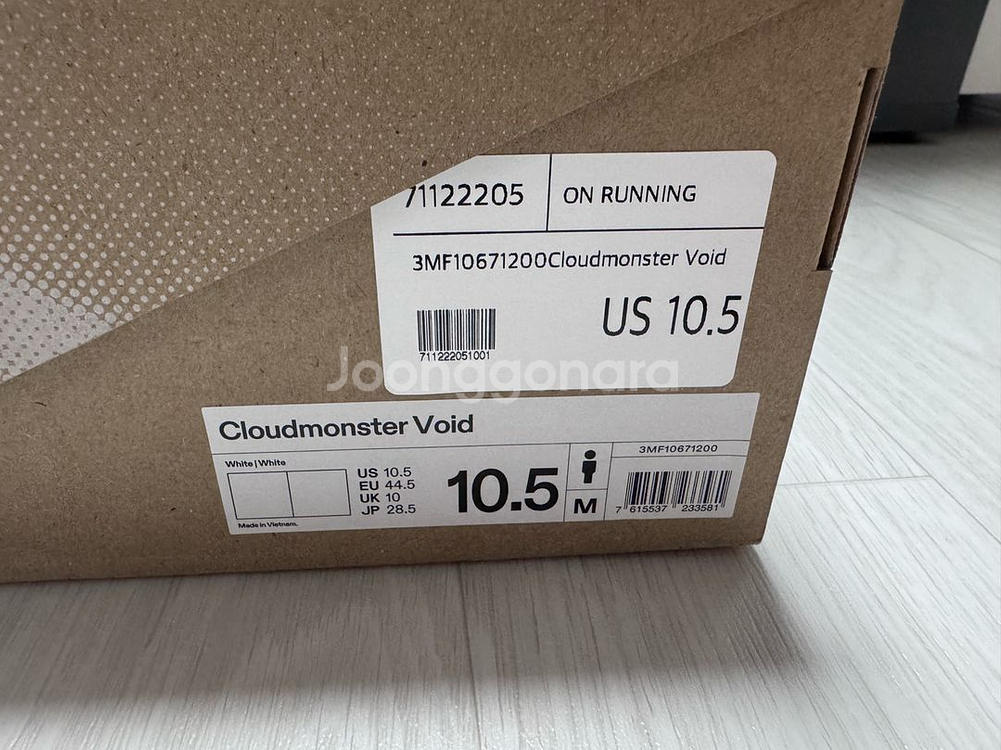 71122205
ON RUNNING
3MF10671200Cloudmonster Void
US 10.5
711222051001
Joonggonara
Cloudmonster Void
White | White
US 10.5
EU 44.5
UK 10
JP 28.5
Made in Vietnam.
10.5
M
3MF10671200
7 615537 233581